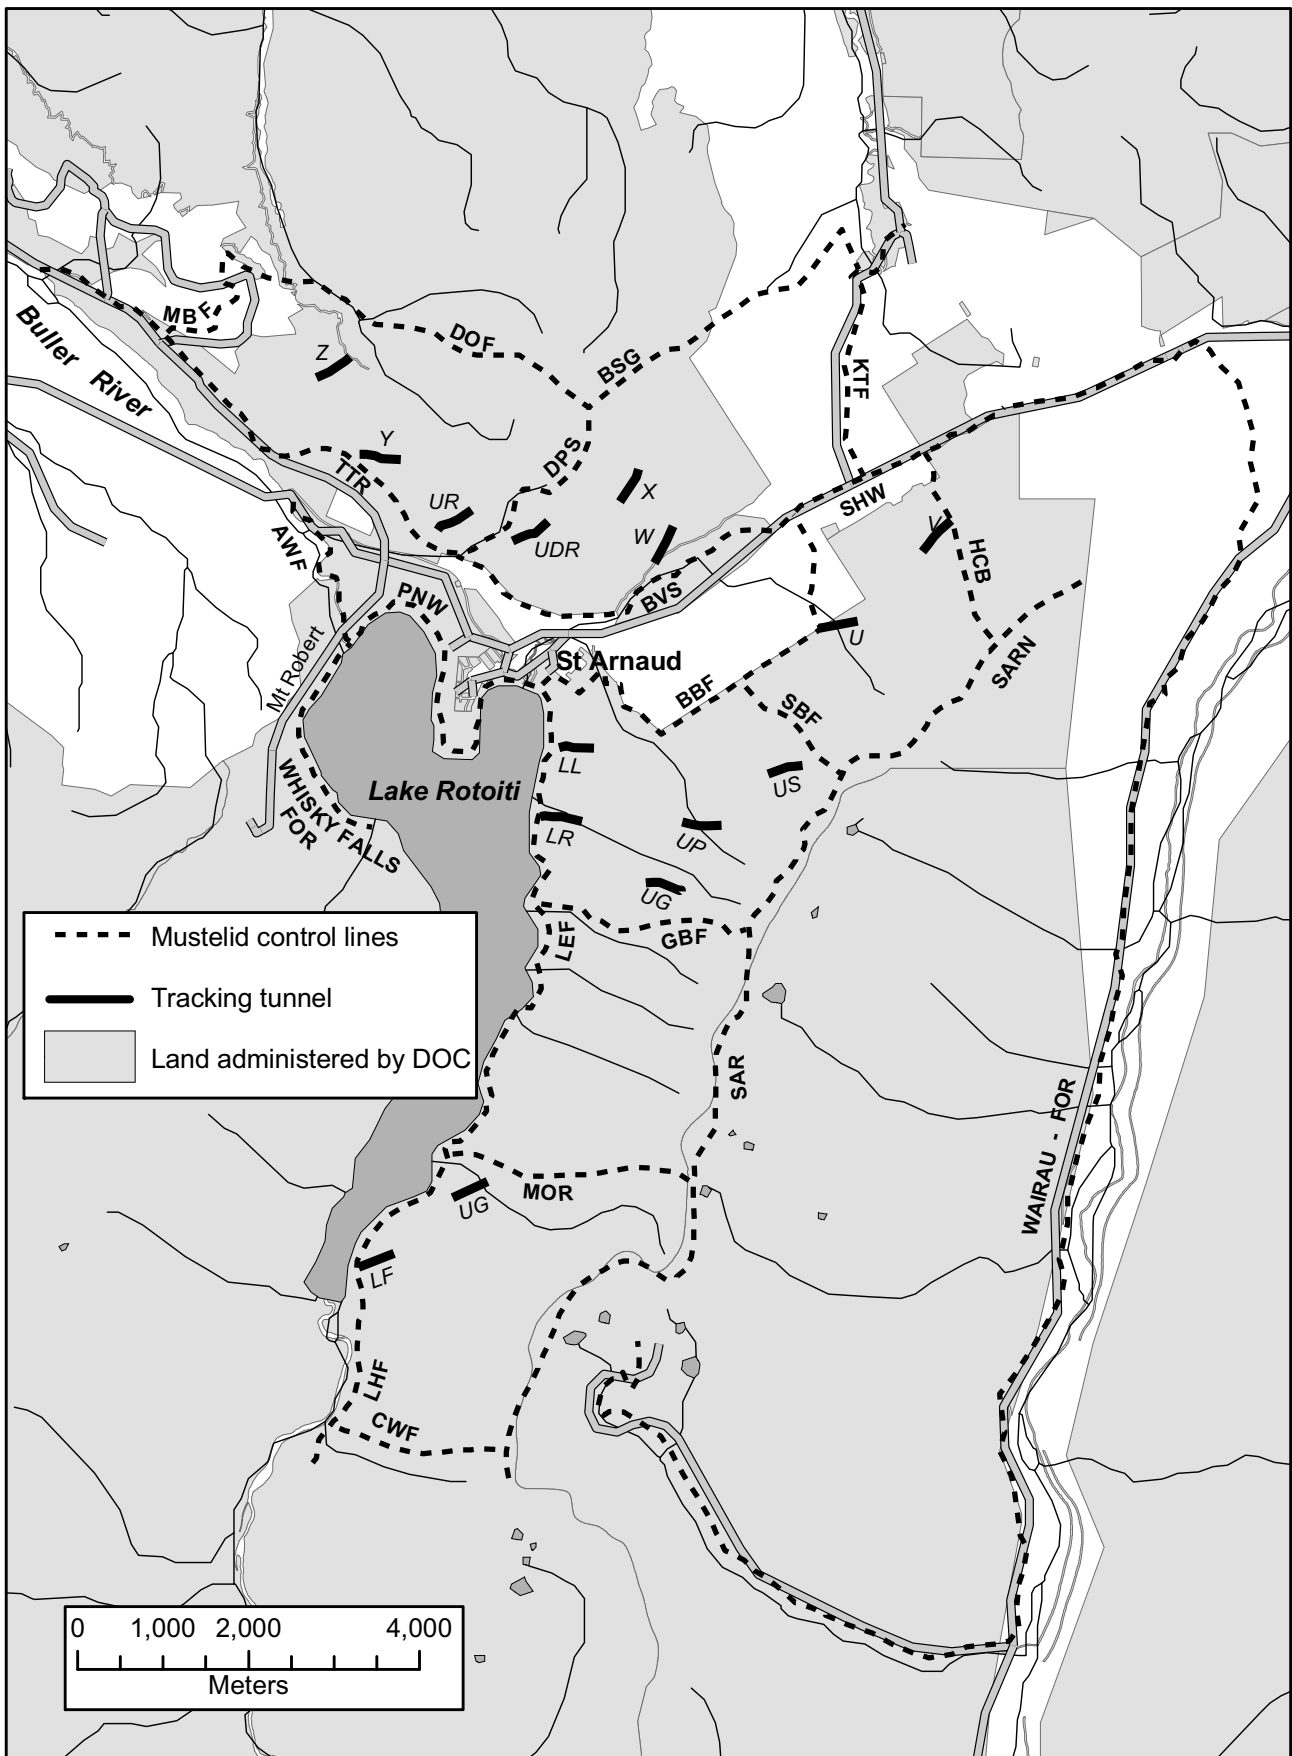 MBF
Buller River
Z
DOF
BSG
KTF
Y
TTR
DPS
UR
X
UDR
W
SHW
V
AWF
HCB
PNW
BVS
U
Mt Robert
St Arnaud
SARN
BBF
SBF
LL
US
Lake Rotoiti
WHISKY FALLS
FOR
LR
UP
UG
GBF
LEF
Mustelid control lines
Tracking tunnel
Land administered by DOC
SAR
WAIRAU - FOR
MOR
UG
LF
LHF
CWF
0 1,000 2,000 4,000
Meters